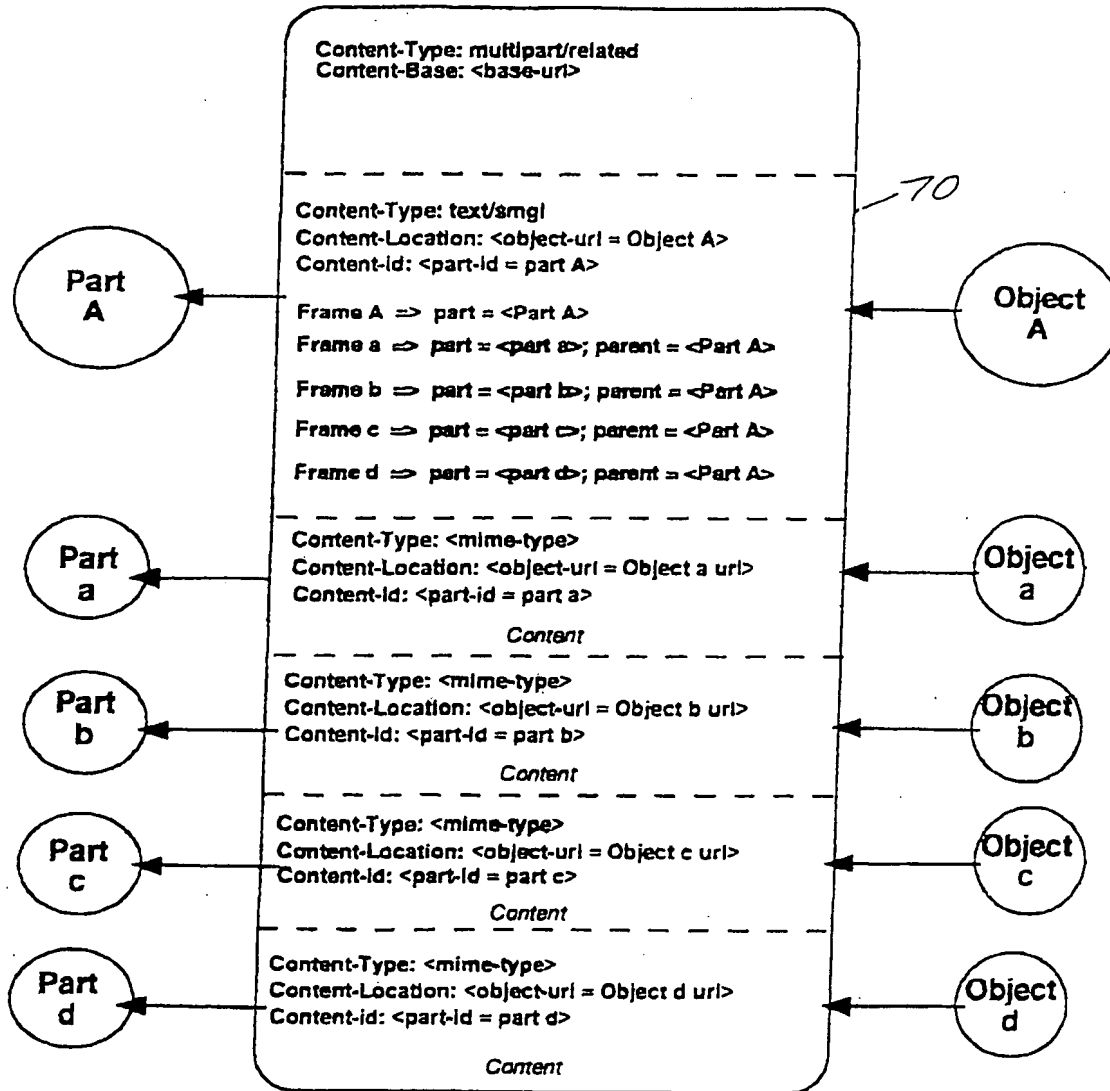 Content-Type: multipart/related
Content-Base: <base-url>
70
Content-Type: text/smgl
Content-Location: <object-url = Object A>
Content-id: <part-id = part A>
Part
A
Object
A
Frame A => part = <Part A>
Frame a => part = <part a>; parent = <Part A>
Frame b => part = <part b>; parent = <Part A>
Frame c => part = <part c>; parent = <Part A>
Frame d => part = <part d>; parent = <Part A>
Part
a
Content-Type: <mime-type>
Content-Location: <object-url = Object a url>
Content-id: <part-id = part a>
Content
Object
a
Part
b
Content-Type: <mime-type>
Content-Location: <object-url = Object b url>
Content-id: <part-id = part b>
Content
Object
b
Part
c
Content-Type: <mime-type>
Content-Location: <object-url = Object c url>
Content-id: <part-id = part c>
Content
Object
c
Part
d
Content-Type: <mime-type>
Content-Location: <object-url = Object d url>
Content-id: <part-id = part d>
Content
Object
d